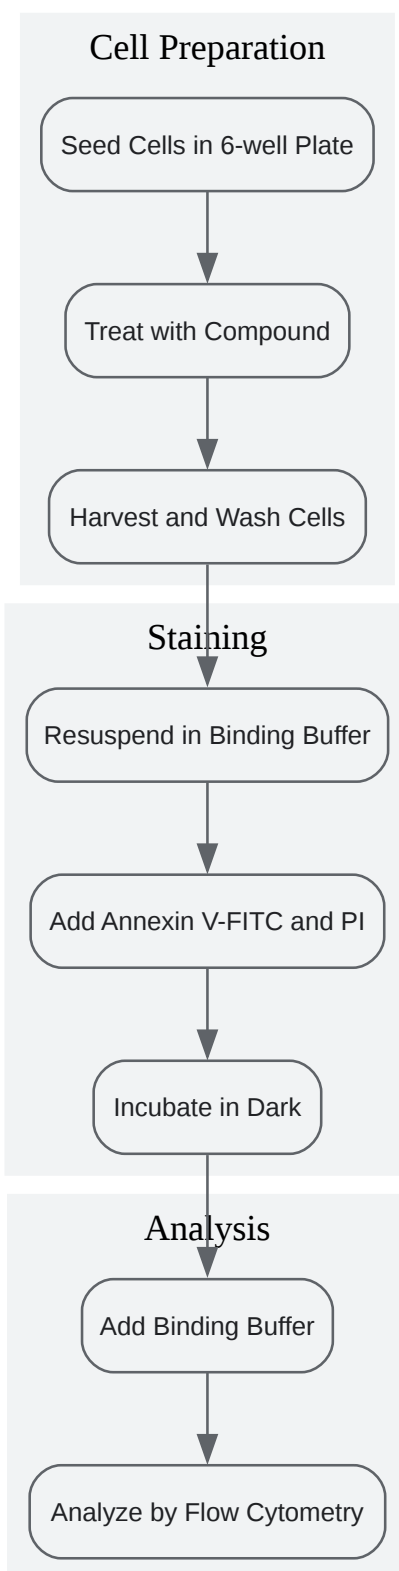 Cell Preparation
Seed Cells in 6-well Plate
Treat with Compound
Harvest and Wash Cells
Staining
Resuspend in Binding Buffer
Add Annexin V-FITC and PI
Incubate in Dark
Analysis
Add Binding Buffer
Analyze by Flow Cytometry